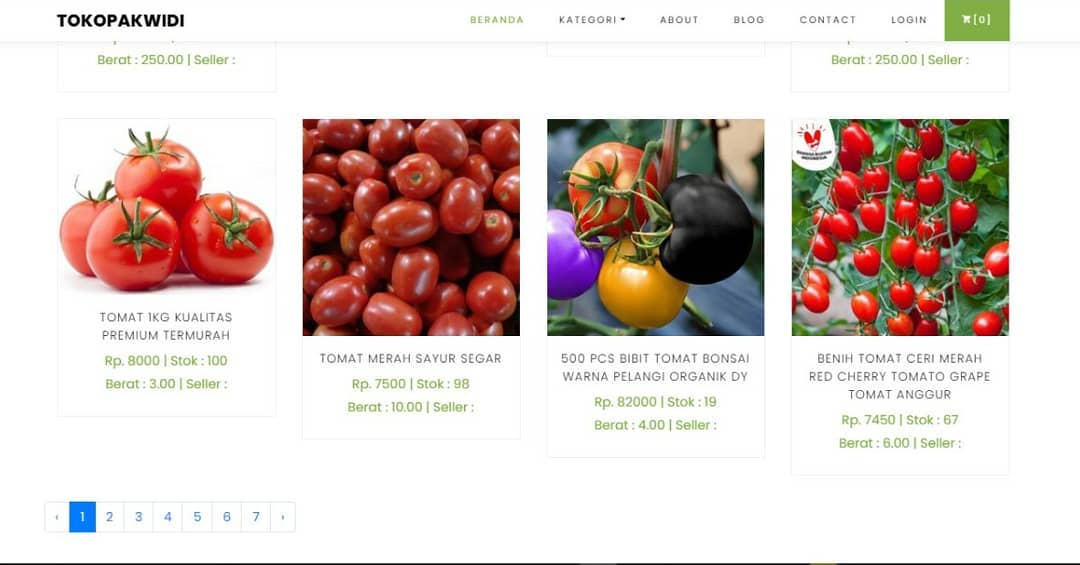 TOKOPAKWIDI
BERANDA
KATEGORI
ABOUT
BLOG
CONTACT
LOGIN
[0]
Berat : 250.00 | Seller :
Berat : 250.00 | Seller :
TOMAT 1KG KUALITAS
PREMIUM TERMURAH
Rp. 8000 | Stok : 100
Berat : 3.00 | Seller :
TOMAT MERAH SAYUR SEGAR
Rp. 7500 | Stok : 98
Berat : 10.00 | Seller :
500 PCS BIBIT TOMAT BONSAI
WARNA PELANGI ORGANIK DY
Rp. 82000 | Stok : 19
Berat : 4.00 | Seller :
BENIH TOMAT CERI MERAH
RED CHERRY TOMATO GRAPE
TOMAT ANGGUR
Rp. 7450 | Stok : 67
Berat : 6.00 | Seller :
‹ 1 2 3 4 5 6 7 ›